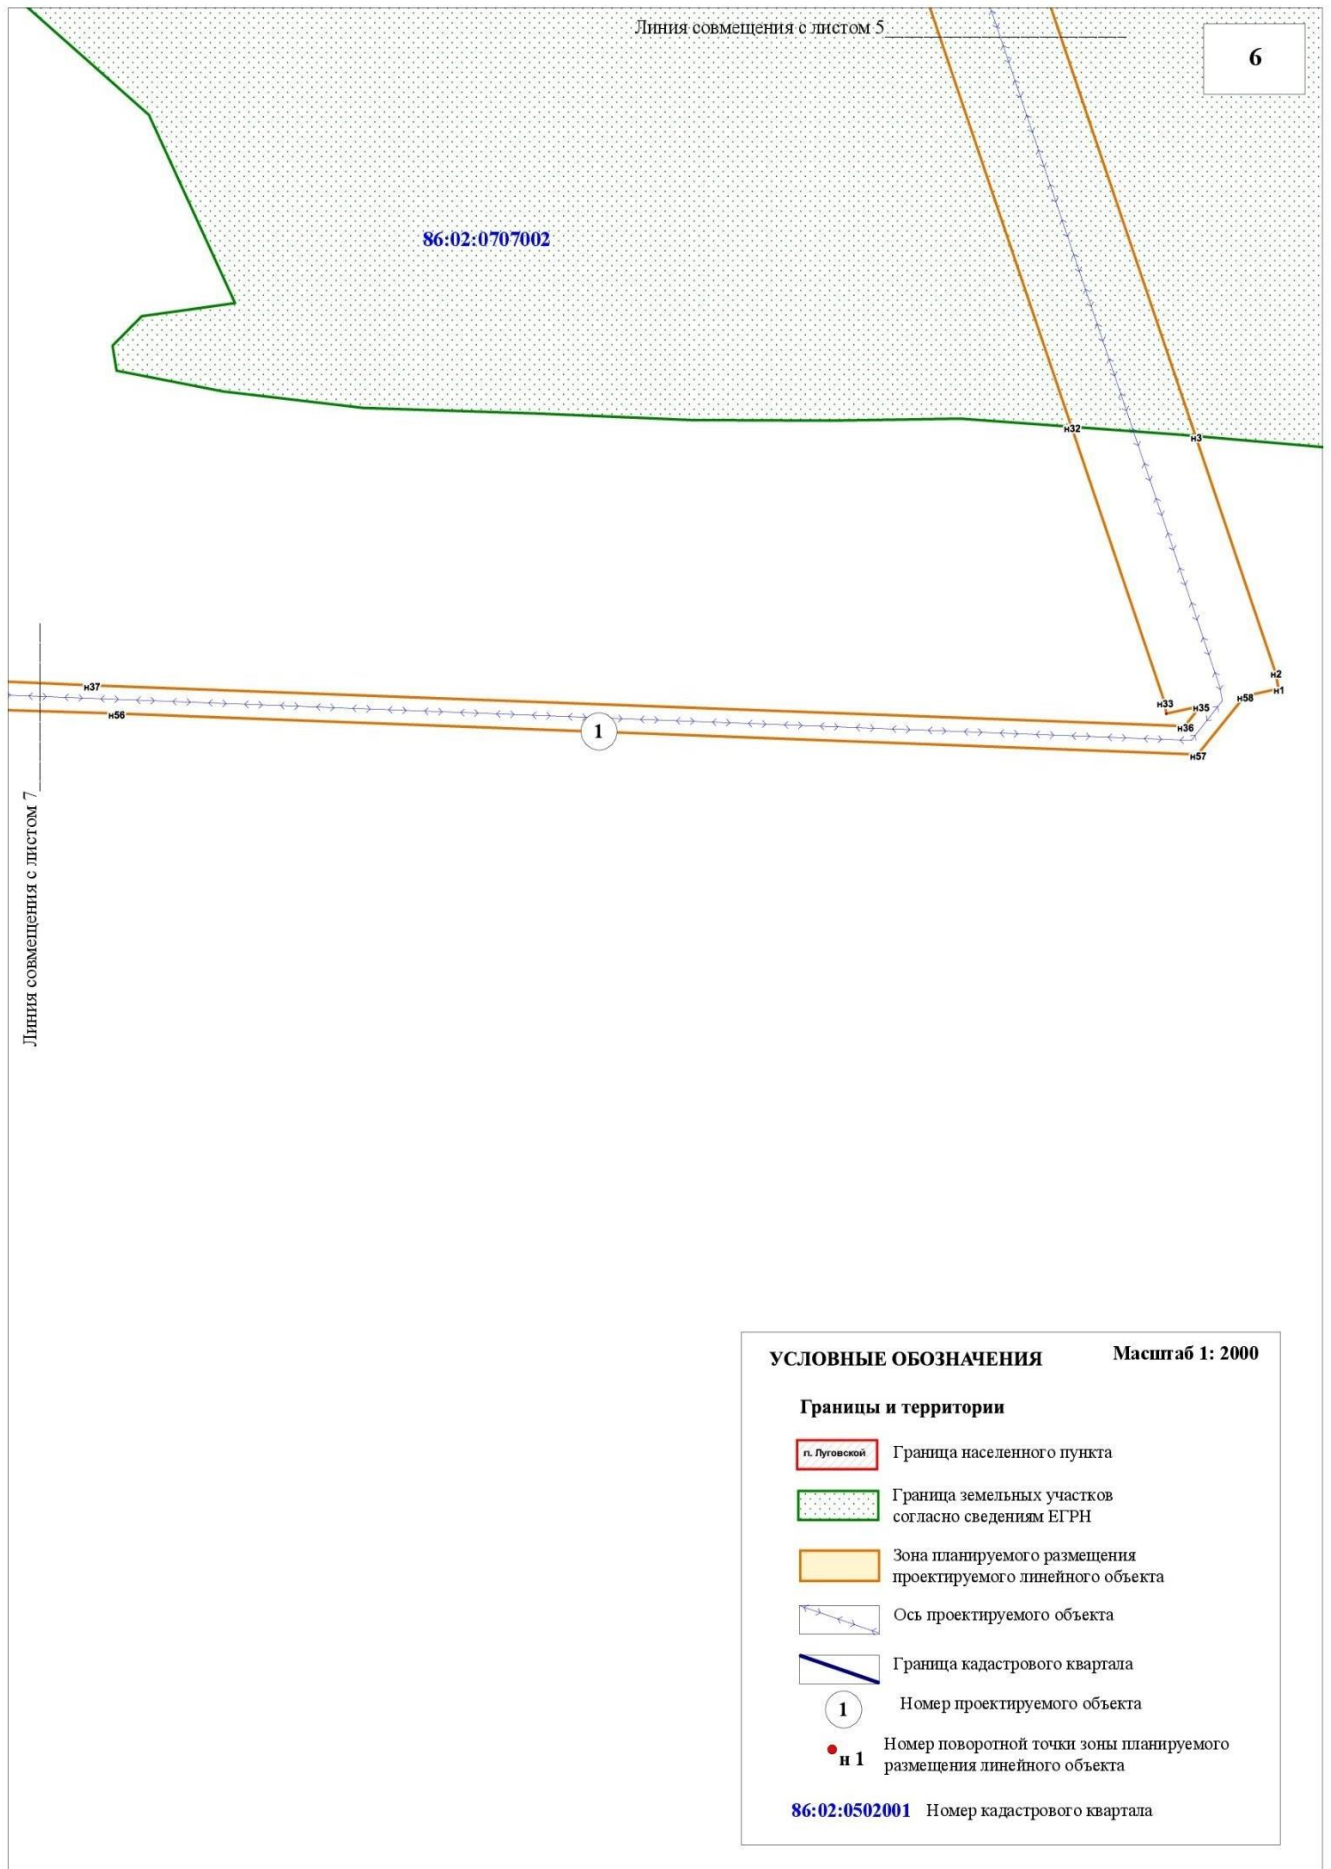 Линия совмещения с листом 5
6
86:02:0707002
н32
н3
н2
н1
н58
н33
н35
н36
н57
н37
н56
1
Линия совмещения с листом 7
УСЛОВНЫЕ ОБОЗНАЧЕНИЯ
Масштаб 1: 2000
Границы и территории
п. Луговской
Граница населенного пункта
Граница земельных участков
согласно сведениям ЕГРН
Зона планируемого размещения
проектируемого линейного объекта
Ось проектируемого объекта
Граница кадастрового квартала
1
Номер проектируемого объекта
н 1
Номер поворотной точки зоны планируемого
размещения линейного объекта
86:02:0502001 Номер кадастрового квартала